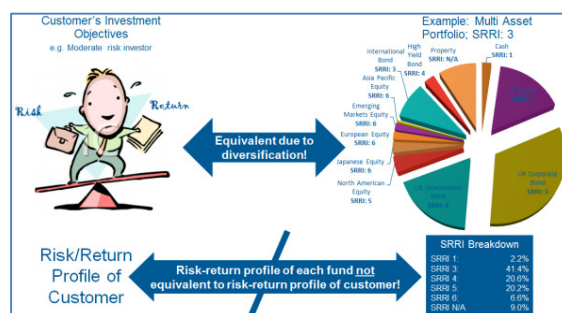 Customer's Investment
Objectives
e.g. Moderate risk investor
Risk
Return
Equivalent due to
diversification!
Example: Multi Asset
Portfolio; SRRI: 3
Cash
SRRI: 1
Property
SRRI: N/A
High
Yield
Bond
SRRI: 4
International Bond
SRRI: 3
Asia Pacific Equity
SRRI: 6
Emerging
Markets Equity
SRRI: 6
European Equity
SRRI: 6
Japanese Equity
SRRI: 6
North American
Equity
SRRI: 5
UK Government
Bond
UK Corporate
Bond
SRRI: 3
Risk/Return
Profile of
Customer
Risk-return profile of each fund not
equivalent to risk-return profile of customer!
SRRI Breakdown
SRRI 1: 2.2%
SRRI 3: 41.4%
SRRI 4: 20.6%
SRRI 5: 20.2%
SRRI 6: 6.6%
SRRI N/A 9.0%